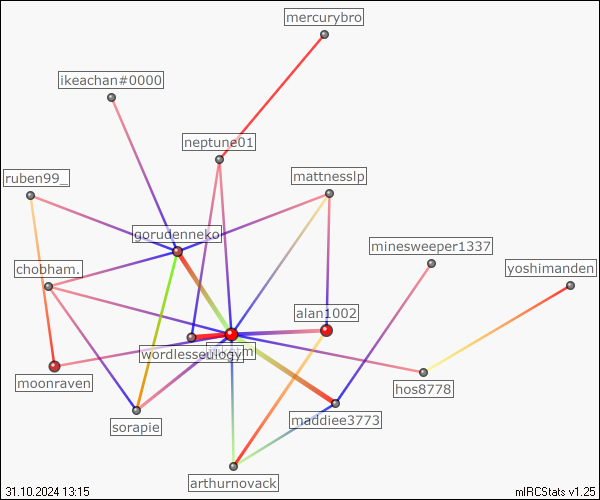 mercurybro
ikeachan#0000
neptune01
ruben99_
mattnesslp
gorudenneko
minesweeper1337
chobham.
yoshimanden
alan1002
wordlesseulogy
moonraven
hos8778
maddiee3773
sorapie
arthurnovack
31.10.2024 13:15
mIRCStats v1.25